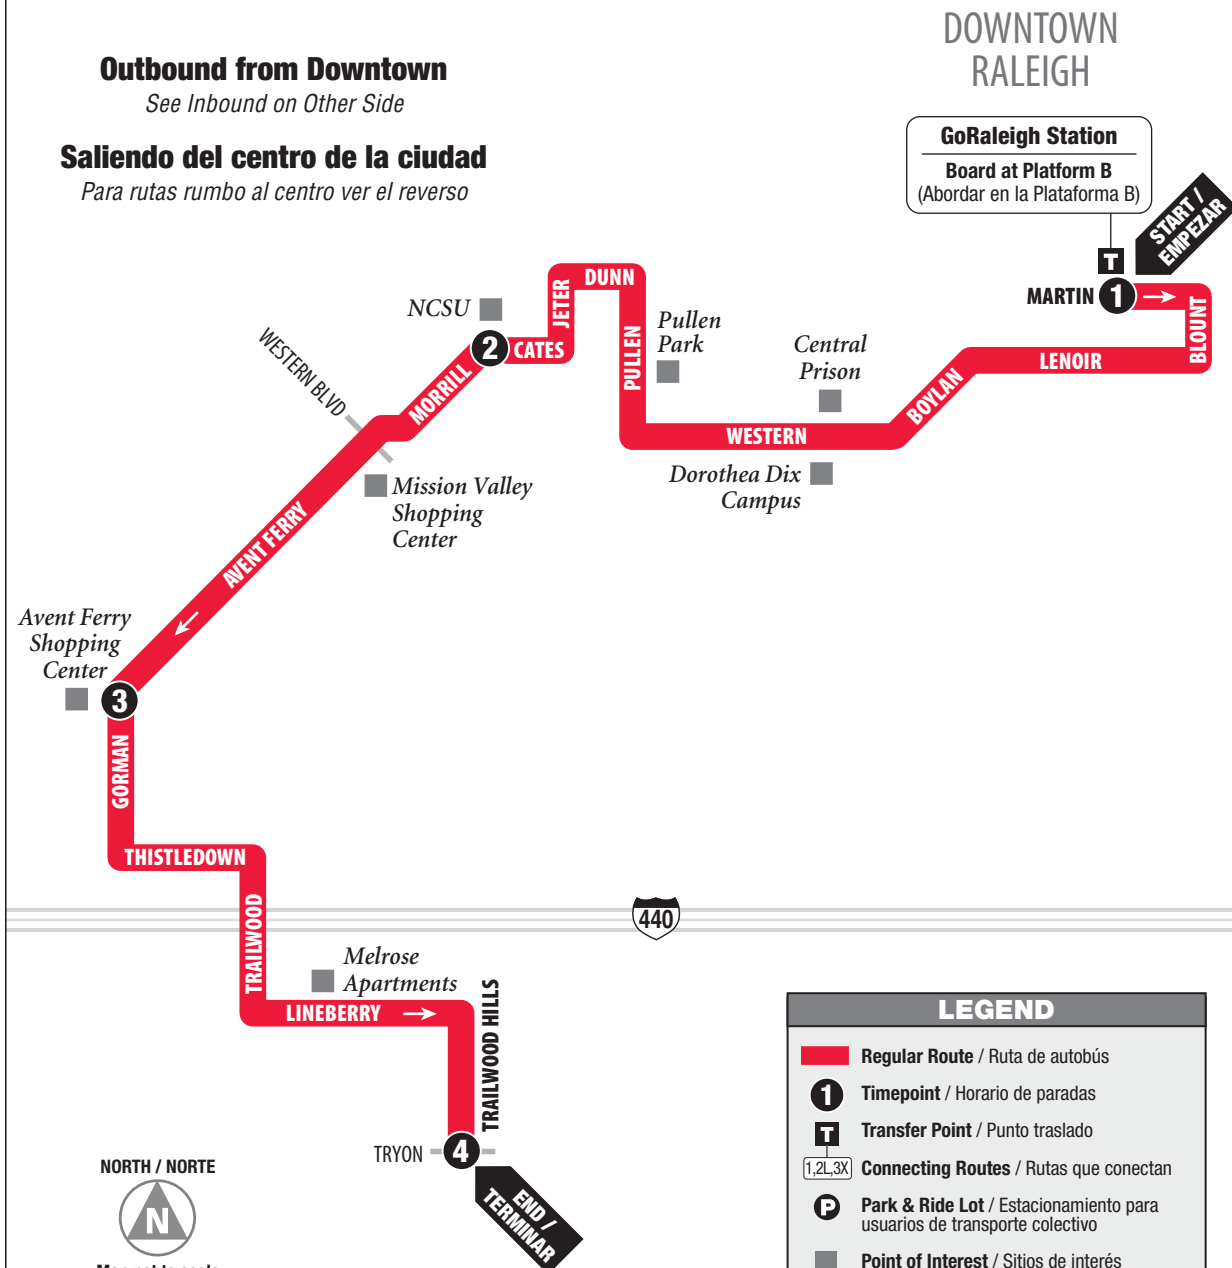 DOWNTOWN
RALEIGH
Outbound from Downtown
See Inbound on Other Side
Saliendo del centro de la ciudad
Para rutas rumbo al centro ver el reverso
GoRaleigh Station
Board at Platform B
(Abordar en la Plataforma B)
START /
EMPEZAR
T
MARTIN 1
BLOUNT
LENOIR
BOYLAN
Central
Prison
WESTERN
Dorothea Dix
Campus
Pullen
Park
PULLEN
DUNN
JETER
CATES
NCSU
2
MORRILL
WESTERN BLVD
Mission Valley
Shopping
Center
AVENT FERRY
Avent Ferry
Shopping
Center
3
GORMAN
THISTLEDOWN
TRAILWOOD
440
Melrose
Apartments
LINEBERRY
TRAILWOOD HILLS
TRYON
4
END /
TERMINAR
NORTH / NORTE
N
Map not to scale
LEGEND
Regular Route / Ruta de autobús
1 Timepoint / Horario de paradas
T Transfer Point / Punto traslado
1,2L,3X Connecting Routes / Rutas que conectan
P Park & Ride Lot / Estacionamiento para
usuarios de transporte colectivo
Point of Interest / Sitios de interés